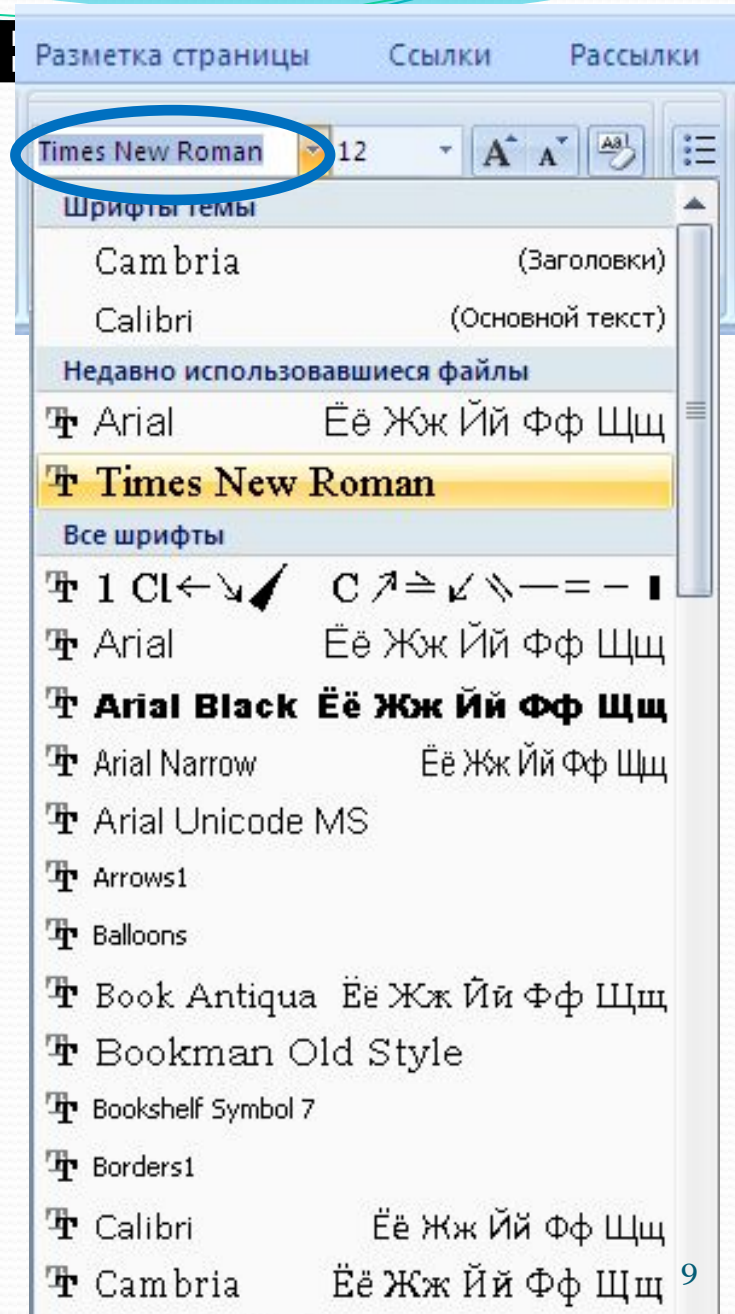 Разметка страницы Ссылки Рассылки
Times New Roman 12 A A Aa
Шрифты темы
Cambria (Заголовки)
Calibri (Основной текст)
Недавно использовавшиеся файлы
Arial Ёё Жж Йй Фф Щщ
Times New Roman
Все шрифты
1 Cl←↘ C
Arial Ёё Жж Йй Фф Щщ
Arial Black Ёё Жж Йй Фф Щщ
Arial Narrow Ёё Жж Йй Фф Щщ
Arial Unicode MS
Arrows1
Balloons
Book Antiqua Ёё Жж Йй Фф Щщ
Bookman Old Style
Bookshelf Symbol 7
Borders1
Calibri Ёё Жж Йй Фф Щщ
Cambria Ёё Жж Йй Фф Щщ
9